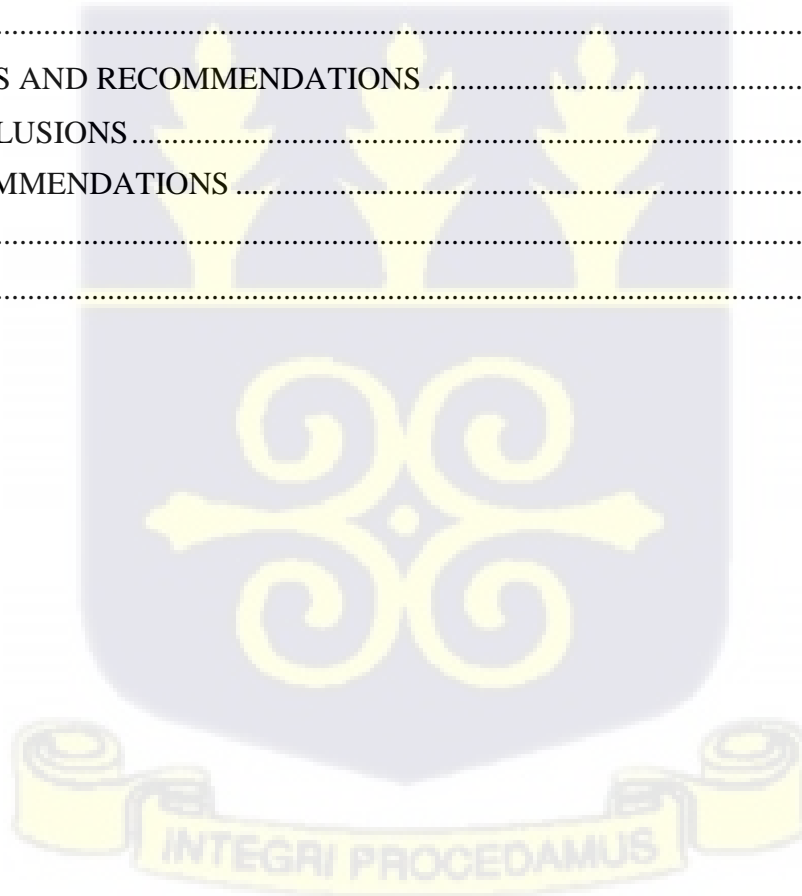 ....................................................................................................
S AND RECOMMENDATIONS ...............................................
LUSIONS....................................................................................
MMENDATIONS .......................................................................
....................................................................................................
....................................................................................................
INTEGRI PROCEDAMUS